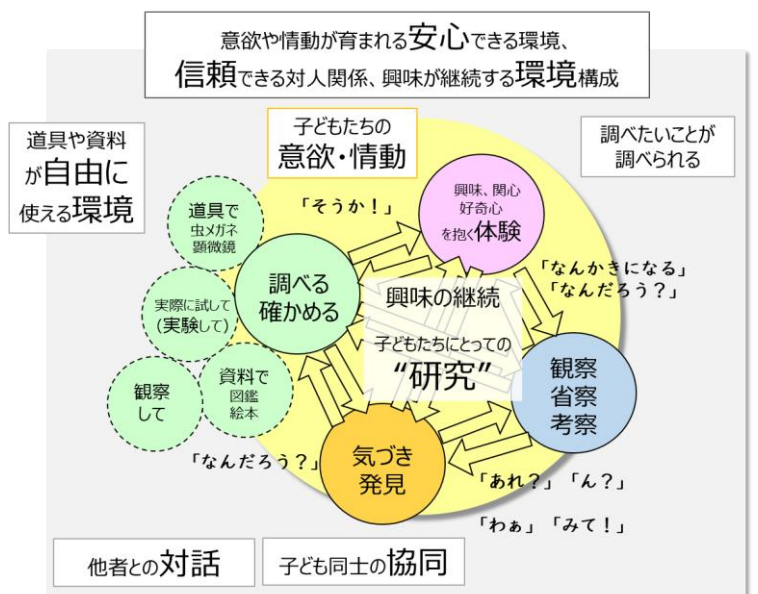 意欲や情動が育まれる安心できる環境、
信頼できる対人関係、興味が継続する環境構成
道具や資料
が自由に
使える環境
子どもたちの
意欲・情動
調べたいことが
調べられる
道具で
虫メガネ
顕微鏡
「そうか！」
興味、関心
好奇心
を抱く体験
調べる
確かめる
興味の継続
「なんかきになる」
「なんだろう？」
実際に試して
(実験して)
子どもたちにとっての
“研究”
観察
して
資料で
図鑑
絵本
観察
省察
考察
「なんだろう？」
気づき
発見
「あれ？」「ん？」
「わぁ」「みて！」
他者との対話
子ども同士の協同